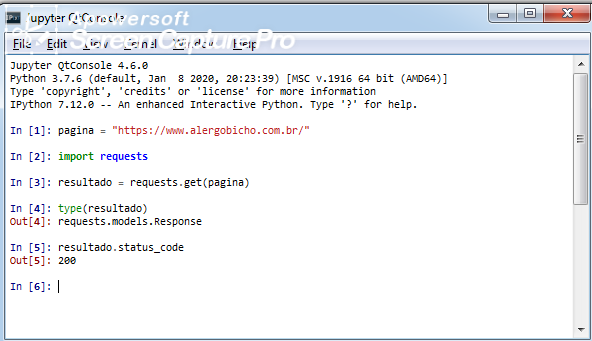 Jupyter QtConsole
Apowersoft
Screen Capture Pro
File Edit View Kernel Window Help
Jupyter QtConsole 4.6.0
Python 3.7.6 (default, Jan  8 2020, 20:23:39) [MSC v.1916 64 bit (AMD64)]
Type 'copyright', 'credits' or 'license' for more information
IPython 7.12.0 -- An enhanced Interactive Python. Type '?' for help.
In [1]: pagina = "https://www.alergobicho.com.br/"
In [2]: import requests
In [3]: resultado = requests.get(pagina)
In [4]: type(resultado)
Out[4]: requests.models.Response
In [5]: resultado.status_code
Out[5]: 200
In [6]: